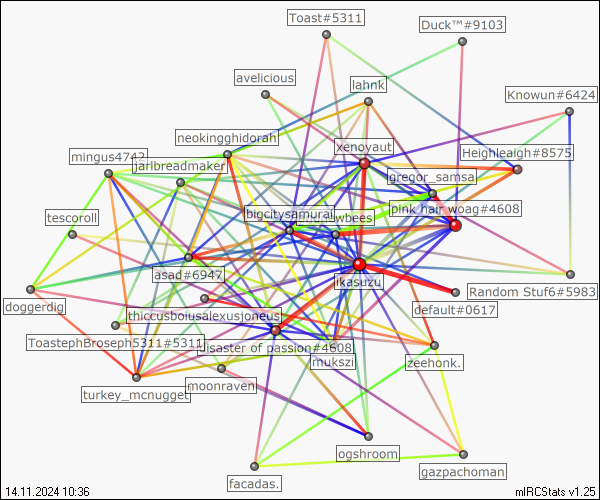 Toast#5311
Duck™#9103
avelicious
lahnk
Knowun#6424
neokingghidorah
xenoyaut
mingus4742
jarlbreadmaker
Heighleaigh#8575
gregor_samsa
pink hair woag#4608
tescoroll
bigcitysamurai
wbees
asad#6947
jikasuzu
doggerdig
Random Stuf6#5983
thiccusboiusalexusjoneus
default#0617
ToastephBroseph5311#5311
Disaster of passion#4608
mukszi
zeehonk.
turkey_mcnugget
moonraven
ogshroom
gazpachoman
facadas.
14.11.2024 10:36
mIRCStats v1.25